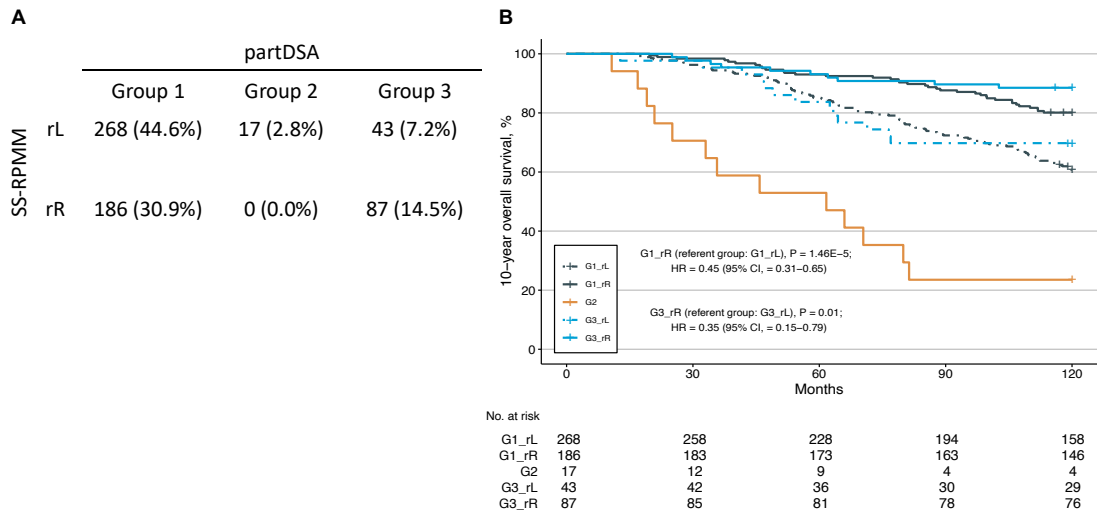 A
partDSA
Group 1 Group 2 Group 3
SS-RPMM
rL 268 (44.6%) 17 (2.8%) 43 (7.2%)
rR 186 (30.9%) 0 (0.0%) 87 (14.5%)
B
10-year overall survival, %
100
80
60
40
20
0
G1_rL
G1_rR
G2
G3_rL
G3_rR
G1_rR (referent group: G1_rL), P = 1.46E-5;
HR = 0.45 (95% CI, = 0.31-0.65)
G3_rR (referent group: G3_rL), P = 0.01;
HR = 0.35 (95% CI, = 0.15-0.79)
0 30 60 90 120
Months
No. at risk
G1_rL 268 258 228 194 158
G1_rR 186 183 173 163 146
G2 17 12 9 4 4
G3_rL 43 42 36 30 29
G3_rR 87 85 81 78 76